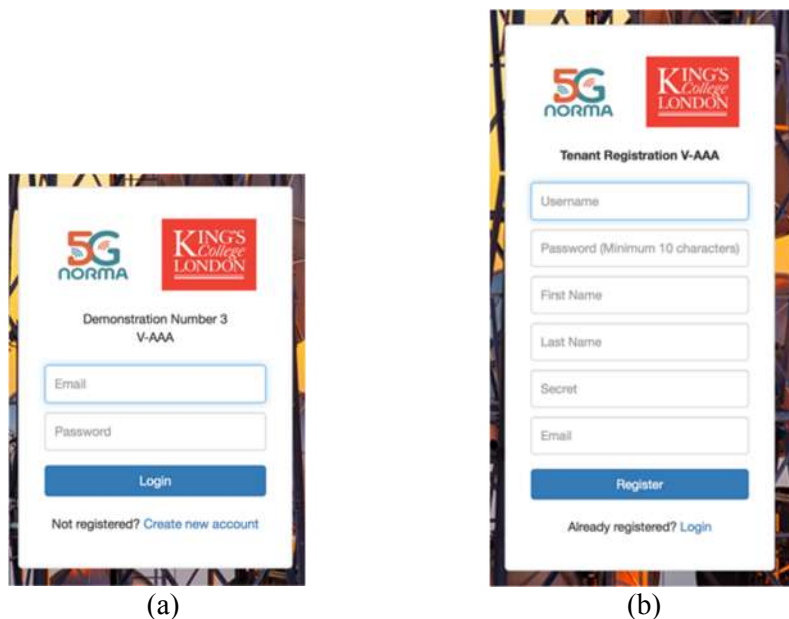 5G
NORMA
KING'S
College
LONDON
Demonstration Number 3
V-AAA
Email
Password
Login
Not registered? Create new account
(a)
5G
NORMA
KING'S
College
LONDON
Tenant Registration V-AAA
Username
Password (Minimum 10 characters)
First Name
Last Name
Secret
Email
Register
Already registered? Login
(b)